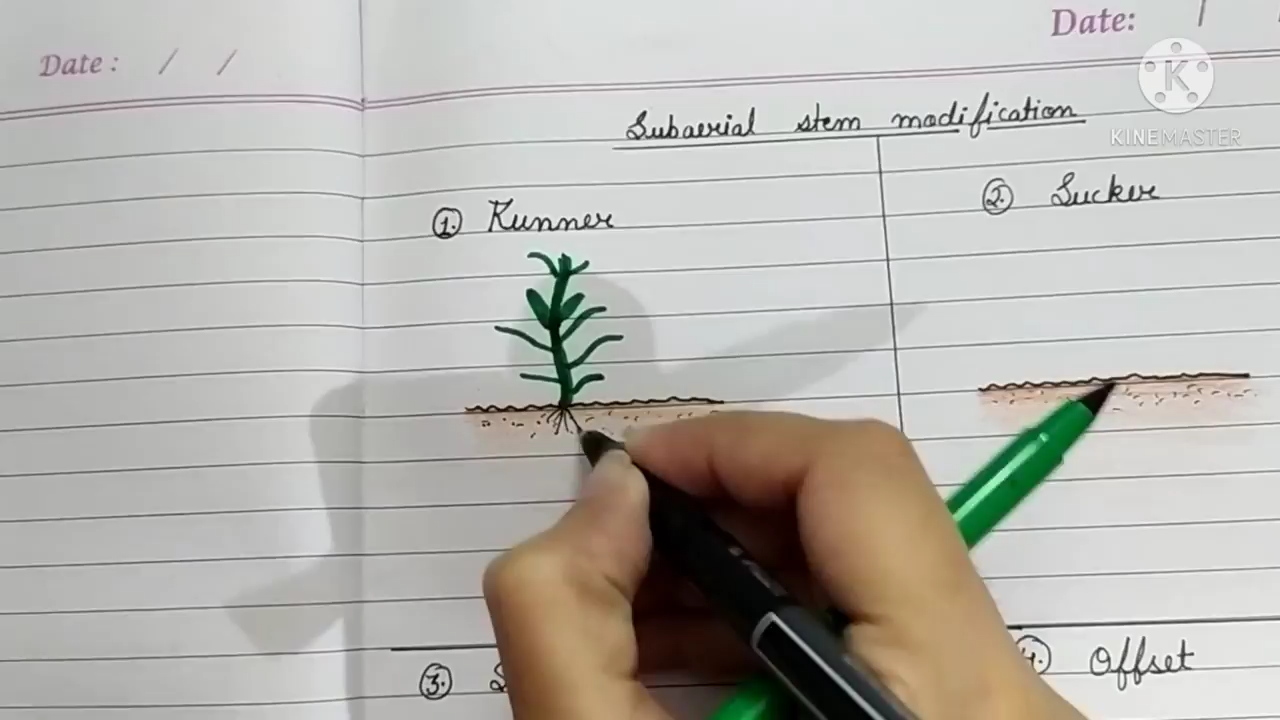 Date: / /
Date: /
KINEMASTER
Subaerial stem modification
1. Runner
2. Sucker
3. S
4. Offset